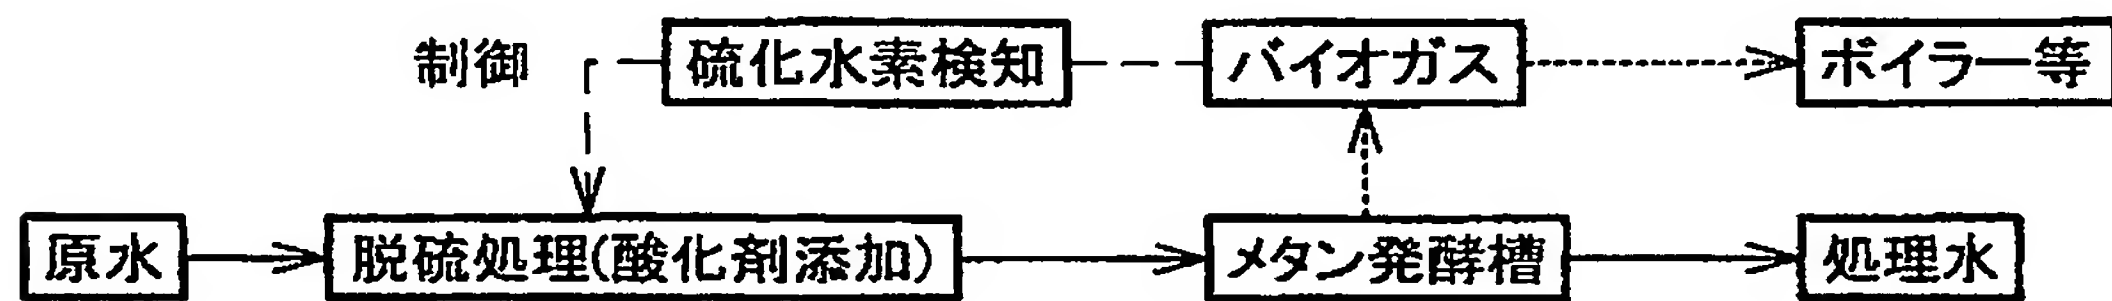 制御
硫化水素検知
バイオガス
ボイラー等
原水
脱硫処理(酸化剤添加)
メタン発酵槽
処理水